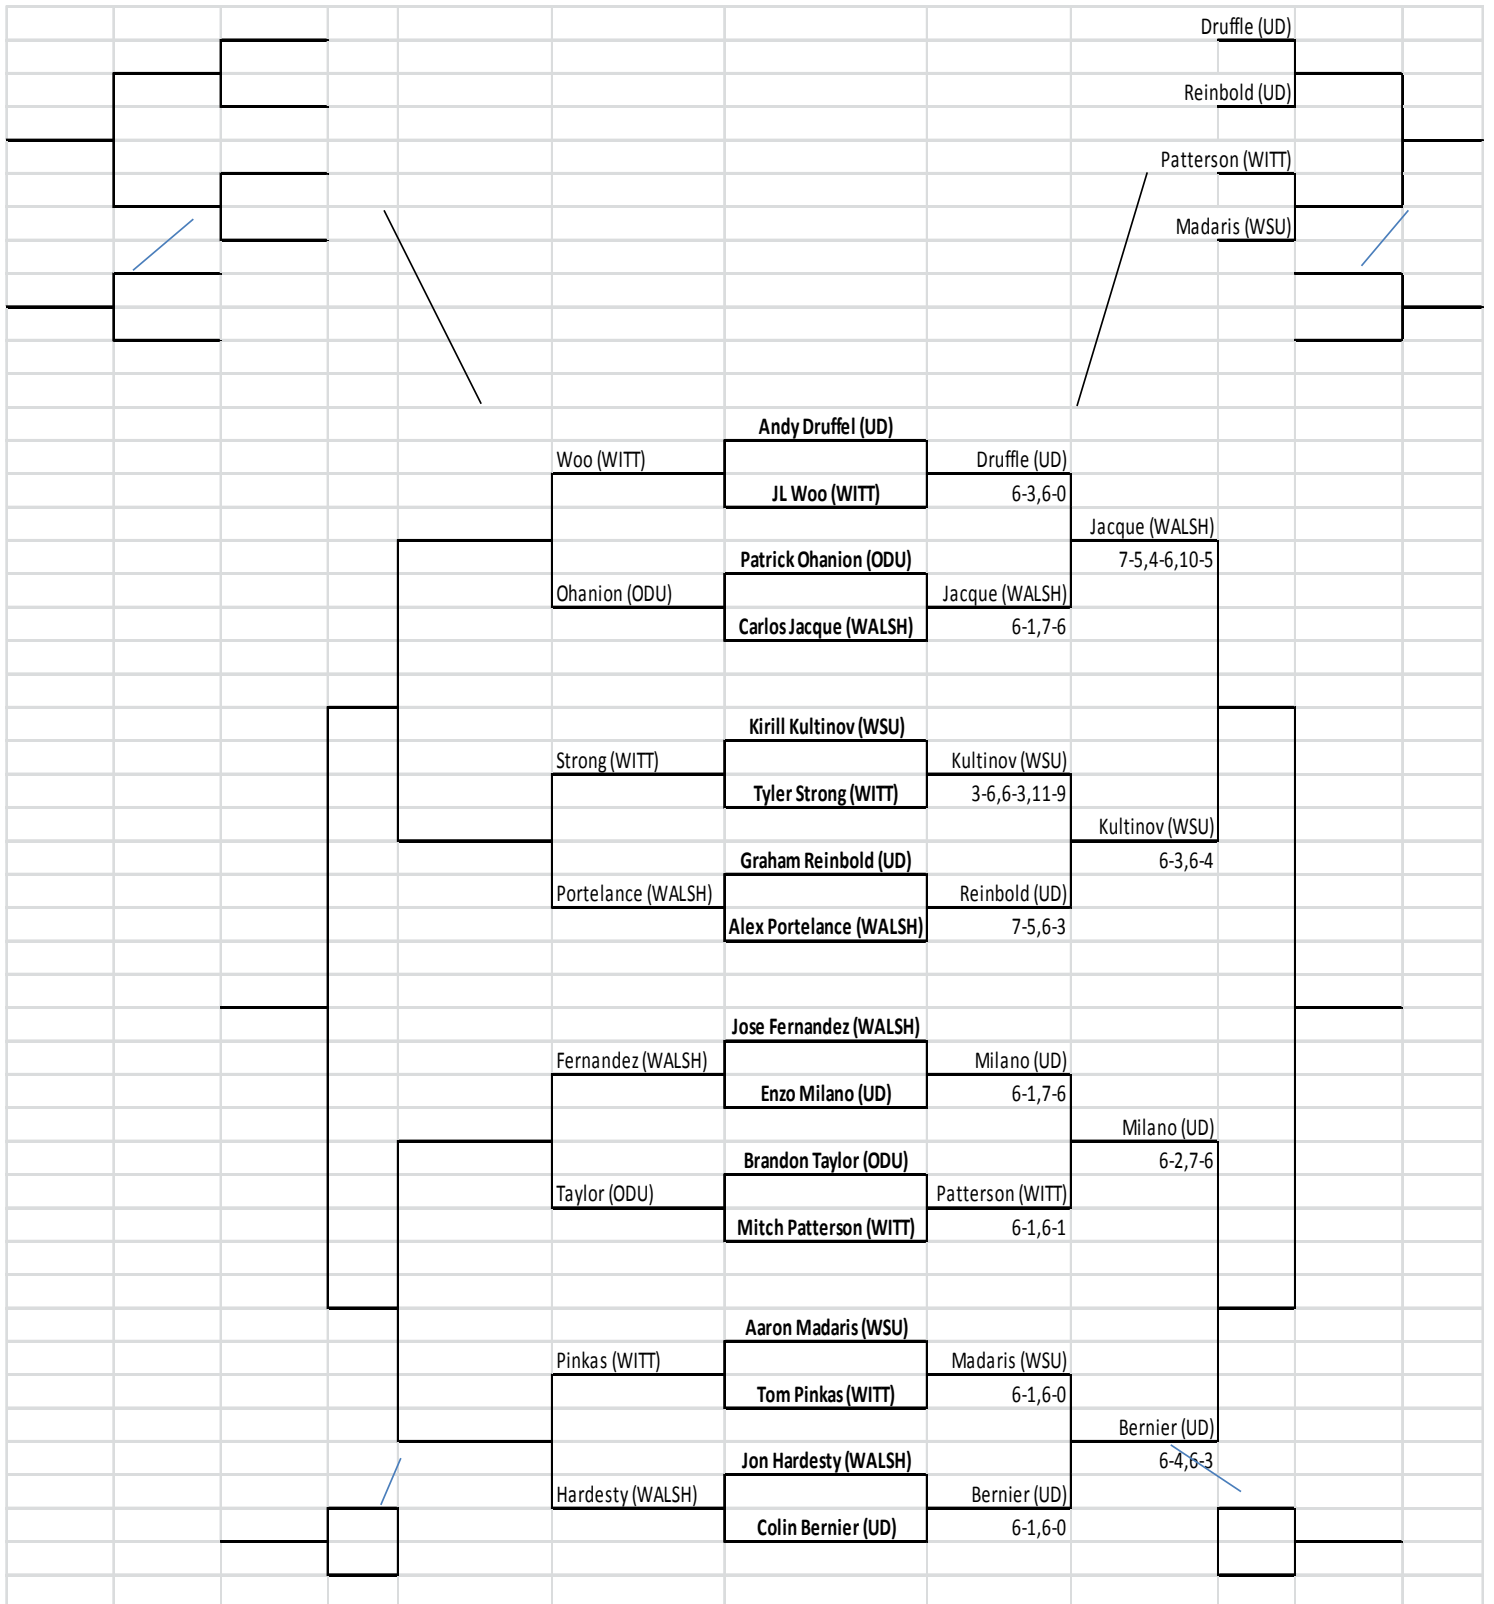 Druffle (UD)
Reinbold (UD)
Patterson (WITT)
Madaris (WSU)
Andy Druffel (UD)
Woo (WITT) Druffle (UD)
JL Woo (WITT) 6-3,6-0
Jacque (WALSH)
Patrick Ohanion (ODU) 7-5,4-6,10-5
Ohanion (ODU) Jacque (WALSH)
Carlos Jacque (WALSH) 6-1,7-6
Kirill Kultinov (WSU)
Strong (WITT) Kultinov (WSU)
Tyler Strong (WITT) 3-6,6-3,11-9
Kultinov (WSU)
Graham Reinbold (UD) 6-3,6-4
Portelance (WALSH) Reinbold (UD)
Alex Portelance (WALSH) 7-5,6-3
Jose Fernandez (WALSH)
Fernandez (WALSH) Milano (UD)
Enzo Milano (UD) 6-1,7-6
Milano (UD)
Brandon Taylor (ODU) 6-2,7-6
Taylor (ODU) Patterson (WITT)
Mitch Patterson (WITT) 6-1,6-1
Aaron Madaris (WSU)
Pinkas (WITT) Madaris (WSU)
Tom Pinkas (WITT) 6-1,6-0
Bernier (UD)
Jon Hardesty (WALSH) 6-4,6-3
Hardesty (WALSH) Bernier (UD)
Colin Bernier (UD) 6-1,6-0